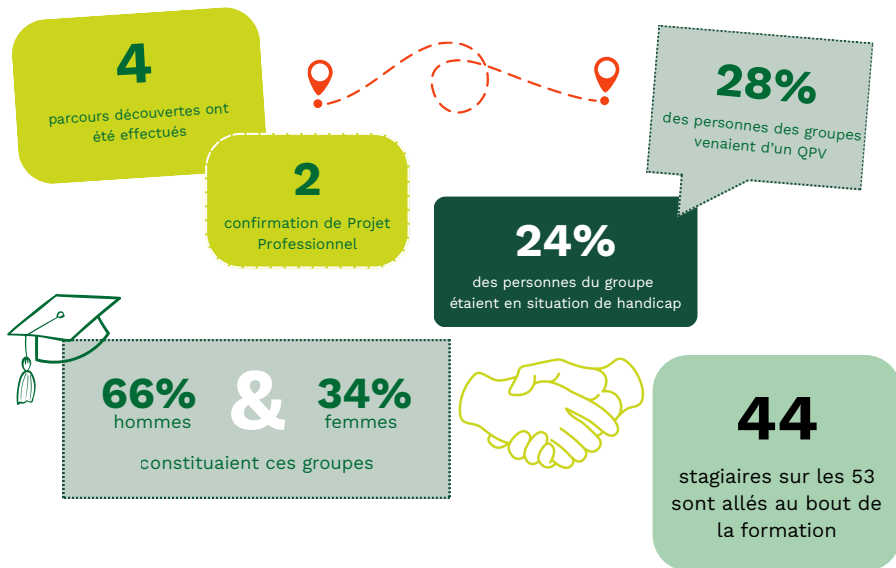 4
parcours découvertes ont
été effectués
28%
des personnes des groupes
venaient d'un QPV
2
confirmation de Projet
Professionnel
24%
des personnes du groupe
étaient en situation de handicap
66% & 34%
hommes femmes
constituaient ces groupes
44
stagiaires sur les 53
sont allés au bout de
la formation